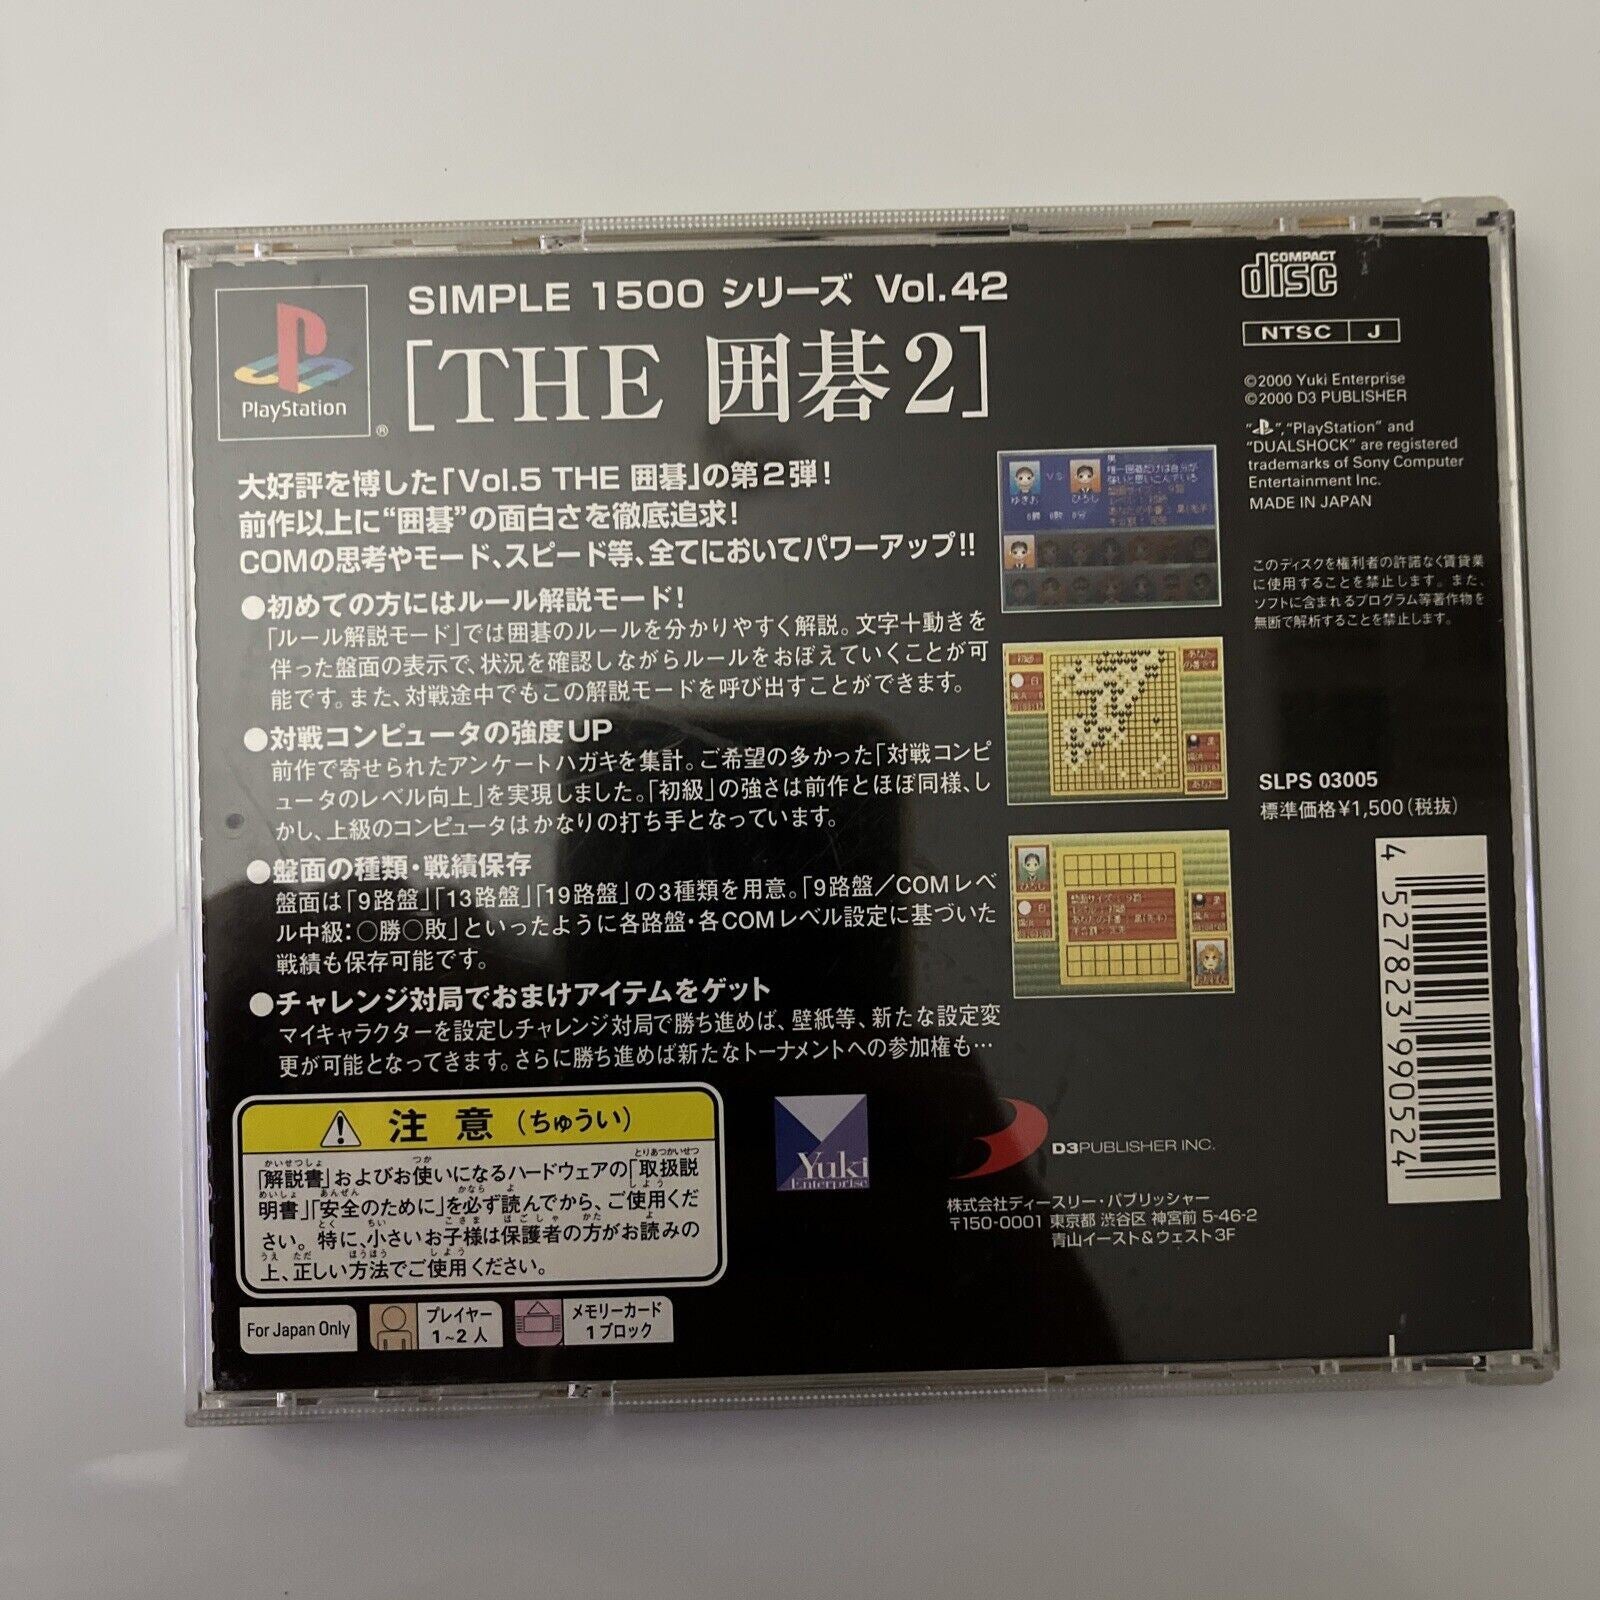 SIMPLE 1500 シリーズ Vol.42
[THE 囲碁2]
PlayStation
®
大好評を博した「Vol.5 THE 囲碁」の第2弾!
前作以上に“囲碁”の面白さを徹底追求!
COMの思考やモード、スピード等、全てにおいてパワーアップ!!
●初めての方にはルール解説モード!
「ルール解説モード」では囲碁のルールを分かりやすく解説。文字+動きを
伴った盤面の表示で、状況を確認しながらルールをおぼえていくことが可
能です。また、対戦途中でもこの解説モードを呼び出すことができます。
●対戦コンピュータの強度UP
前作で寄せられたアンケートハガキを集計。ご希望の多かった「対戦コンピ
ュータのレベル向上」を実現しました。「初級」の強さは前作とほぼ同様、し
かし、上級のコンピュータはかなりの打ち手となっています。
●盤面の種類・戦績保存
盤面は「9路盤」「13路盤」「19路盤」の3種類を用意。「9路盤/COMレベ
ル中級:○勝○敗」といったように各路盤・各COMレベル設定に基づいた
戦績も保存可能です。
●チャレンジ対局でおまけアイテムをゲット
マイキャラクターを設定しチャレンジ対局で勝ち進めば、壁紙等、新たな設定変
更が可能となってきます。さらに勝ち進めば新たなトーナメントへの参加権も…
注意(ちゅうい)
「解説書」およびお使いになるハードウェアの「取扱説
明書」「安全のために」を必ず読んでから、ご使用くだ
さい。特に、小さいお子様は保護者の方がお読みの
上、正しい方法でご使用ください。
For Japan Only
プレイヤー
1~2人
メモリーカード
1ブロック
Yuki
Enterprise
D3PUBLISHER INC.
株式会社ディースリー・パブリッシャー
〒150-0001 東京都 渋谷区 神宮前 5-46-2
青山イースト&ウェスト3F
COMPACT
disc
NTSC J
©2000 Yuki Enterprise
©2000 D3 PUBLISHER
“ ”, “PlayStation” and
“DUALSHOCK” are registered
trademarks of Sony Computer
Entertainment Inc.
MADE IN JAPAN
このディスクを権利者の許諾なく賃貸業
に使用することを禁止します。また、
ソフトに含まれるプログラム等著作物を
無断で解析することを禁止します。
SLPS 03005
標準価格¥1,500(税抜)
4 527823 990524
ゆきお
VS
ひろし